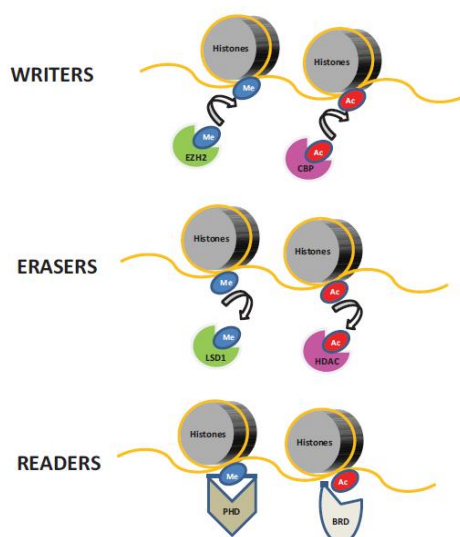 Histones
Histones
WRITERS
Me
Ac
Me
EZH2
Ac
CBP
Histones
Histones
ERASERS
Me
Ac
Me
LSD1
Ac
HDAC
Histones
Histones
READERS
Me
Ac
PHD
BRD